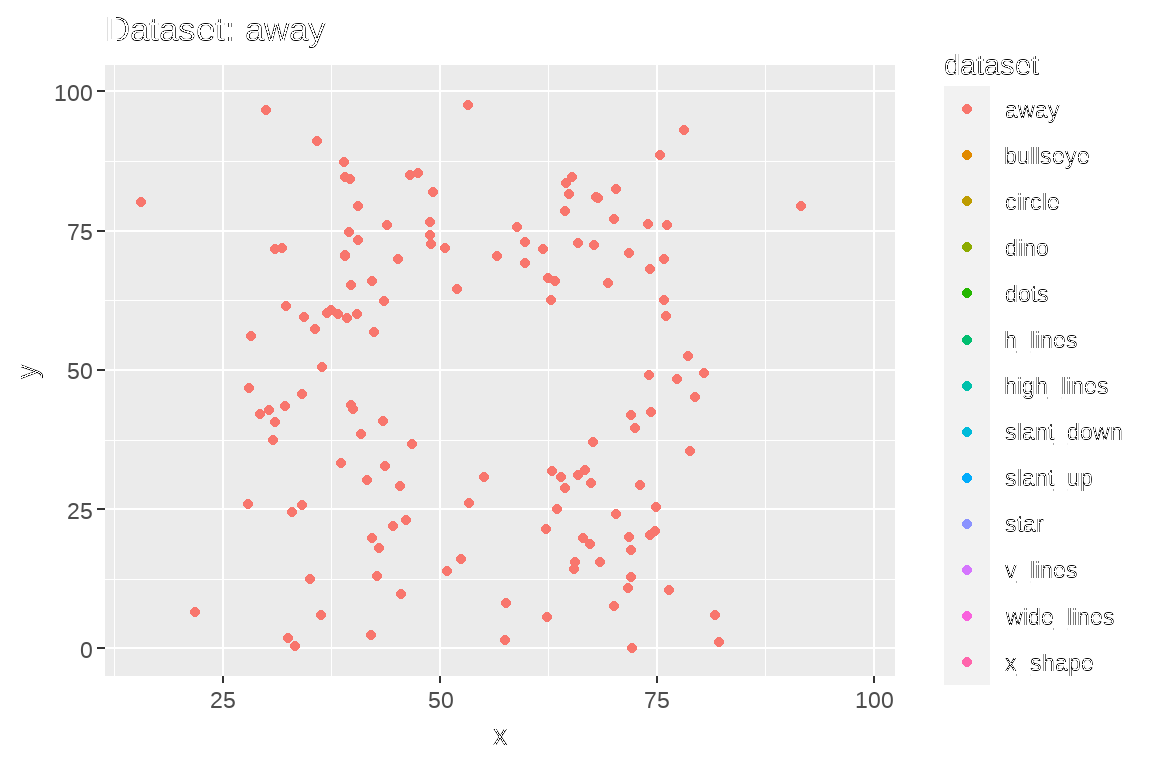 Dataset: away
dataset
away
bullseye
circle
dino
dots
h_lines
high_lines
slant_down
slant_up
star
v_lines
wide_lines
x_shape
100
75
50
25
0
y
25
50
75
100
x